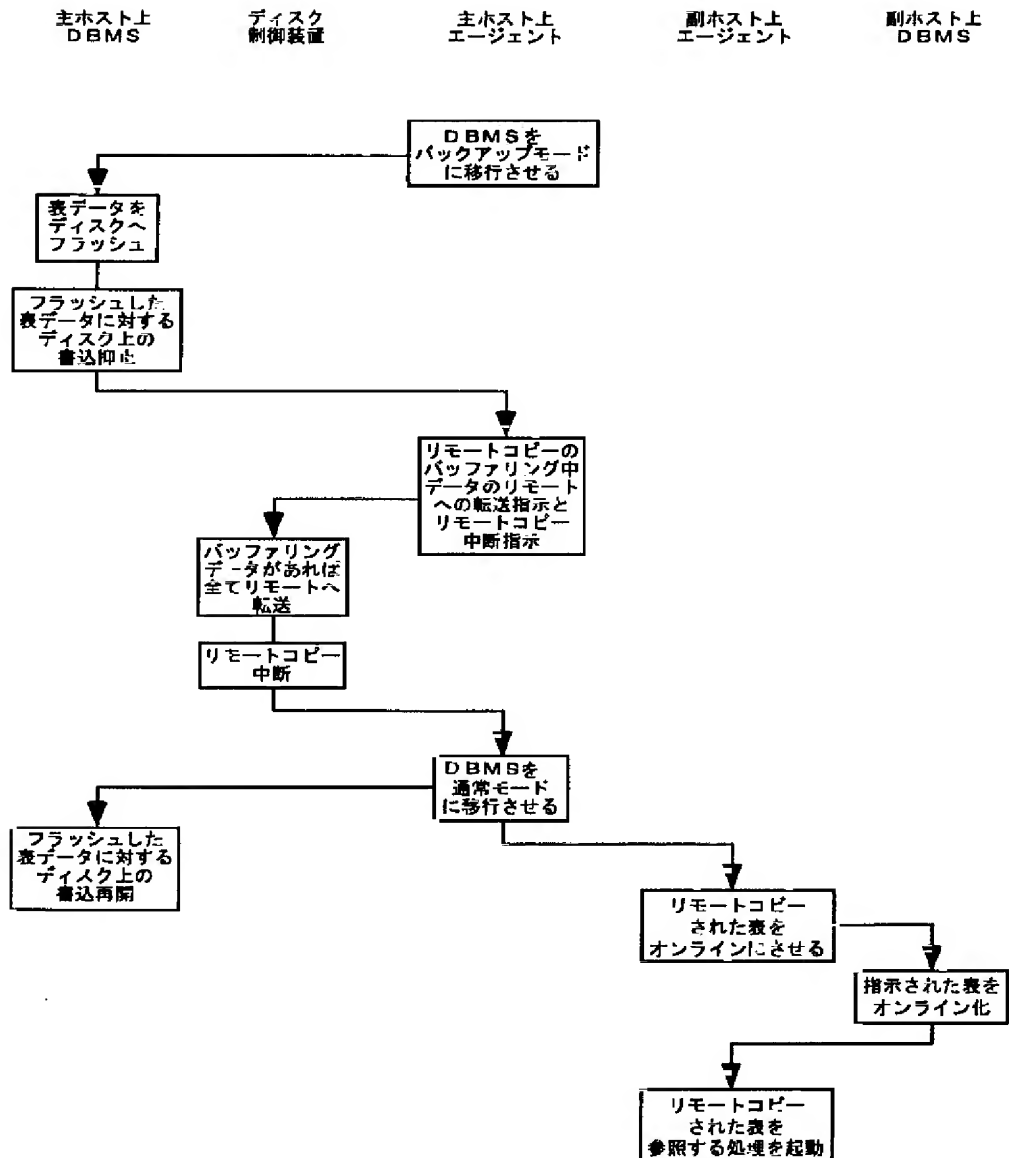 主ホスト上
DBMS
ディスク
制御装置
主ホスト上
エージェント
副ホスト上
エージェント
副ホスト上
DBMS
DBMSを
バックアップモード
に移行させる
表データを
ディスクへ
フラッシュ
フラッシュした
表データに対する
ディスク上の
書込抑止
リモートコピーの
バッファリング中
データのリモート
への転送指示と
リモートコピー
中断指示
バッファリング
データがあれば
全てリモートへ
転送
リモートコピー
中断
DBMSを
通常モード
に移行させる
フラッシュした
表データに対する
ディスク上の
書込再開
リモートコピー
された表を
オンラインにさせる
指示された表を
オンライン化
リモートコピー
された表を
参照する処理を起動